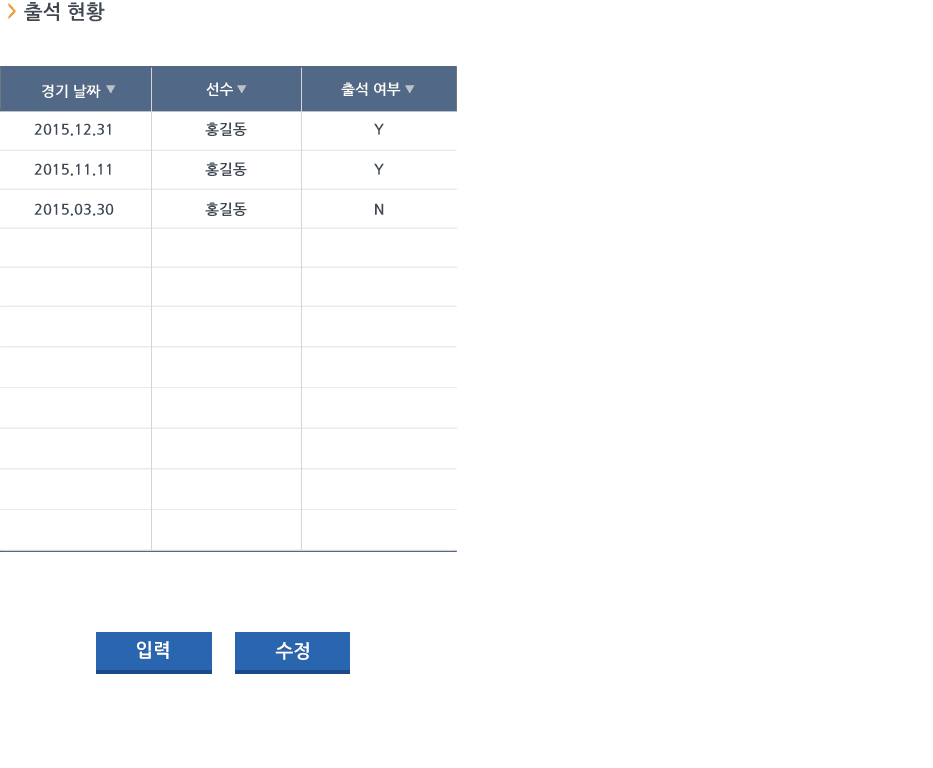 출석 현황
경기 날짜▼ 선수▼ 출석 여부▼
2015.12.31 홍길동 Y
2015.11.11 홍길동 Y
2015.03.30 홍길동 N
입력 수정